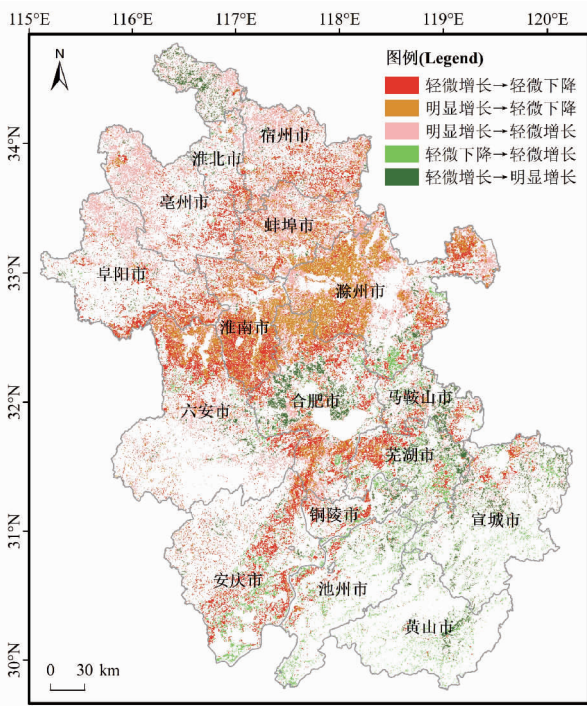 115°E 116°E 117°E 118°E 119°E 120°E
N
图例(Legend)
轻微增长→轻微下降
明显增长→轻微下降
明显增长→轻微增长
轻微下降→轻微增长
轻微增长→明显增长
34°N
33°N
32°N
31°N
30°N
宿州市
淮北市
亳州市
蚌埠市
阜阳市
滁州市
淮南市
六安市
合肥市
马鞍山市
芜湖市
铜陵市
宣城市
安庆市
池州市
黄山市
0 30 km